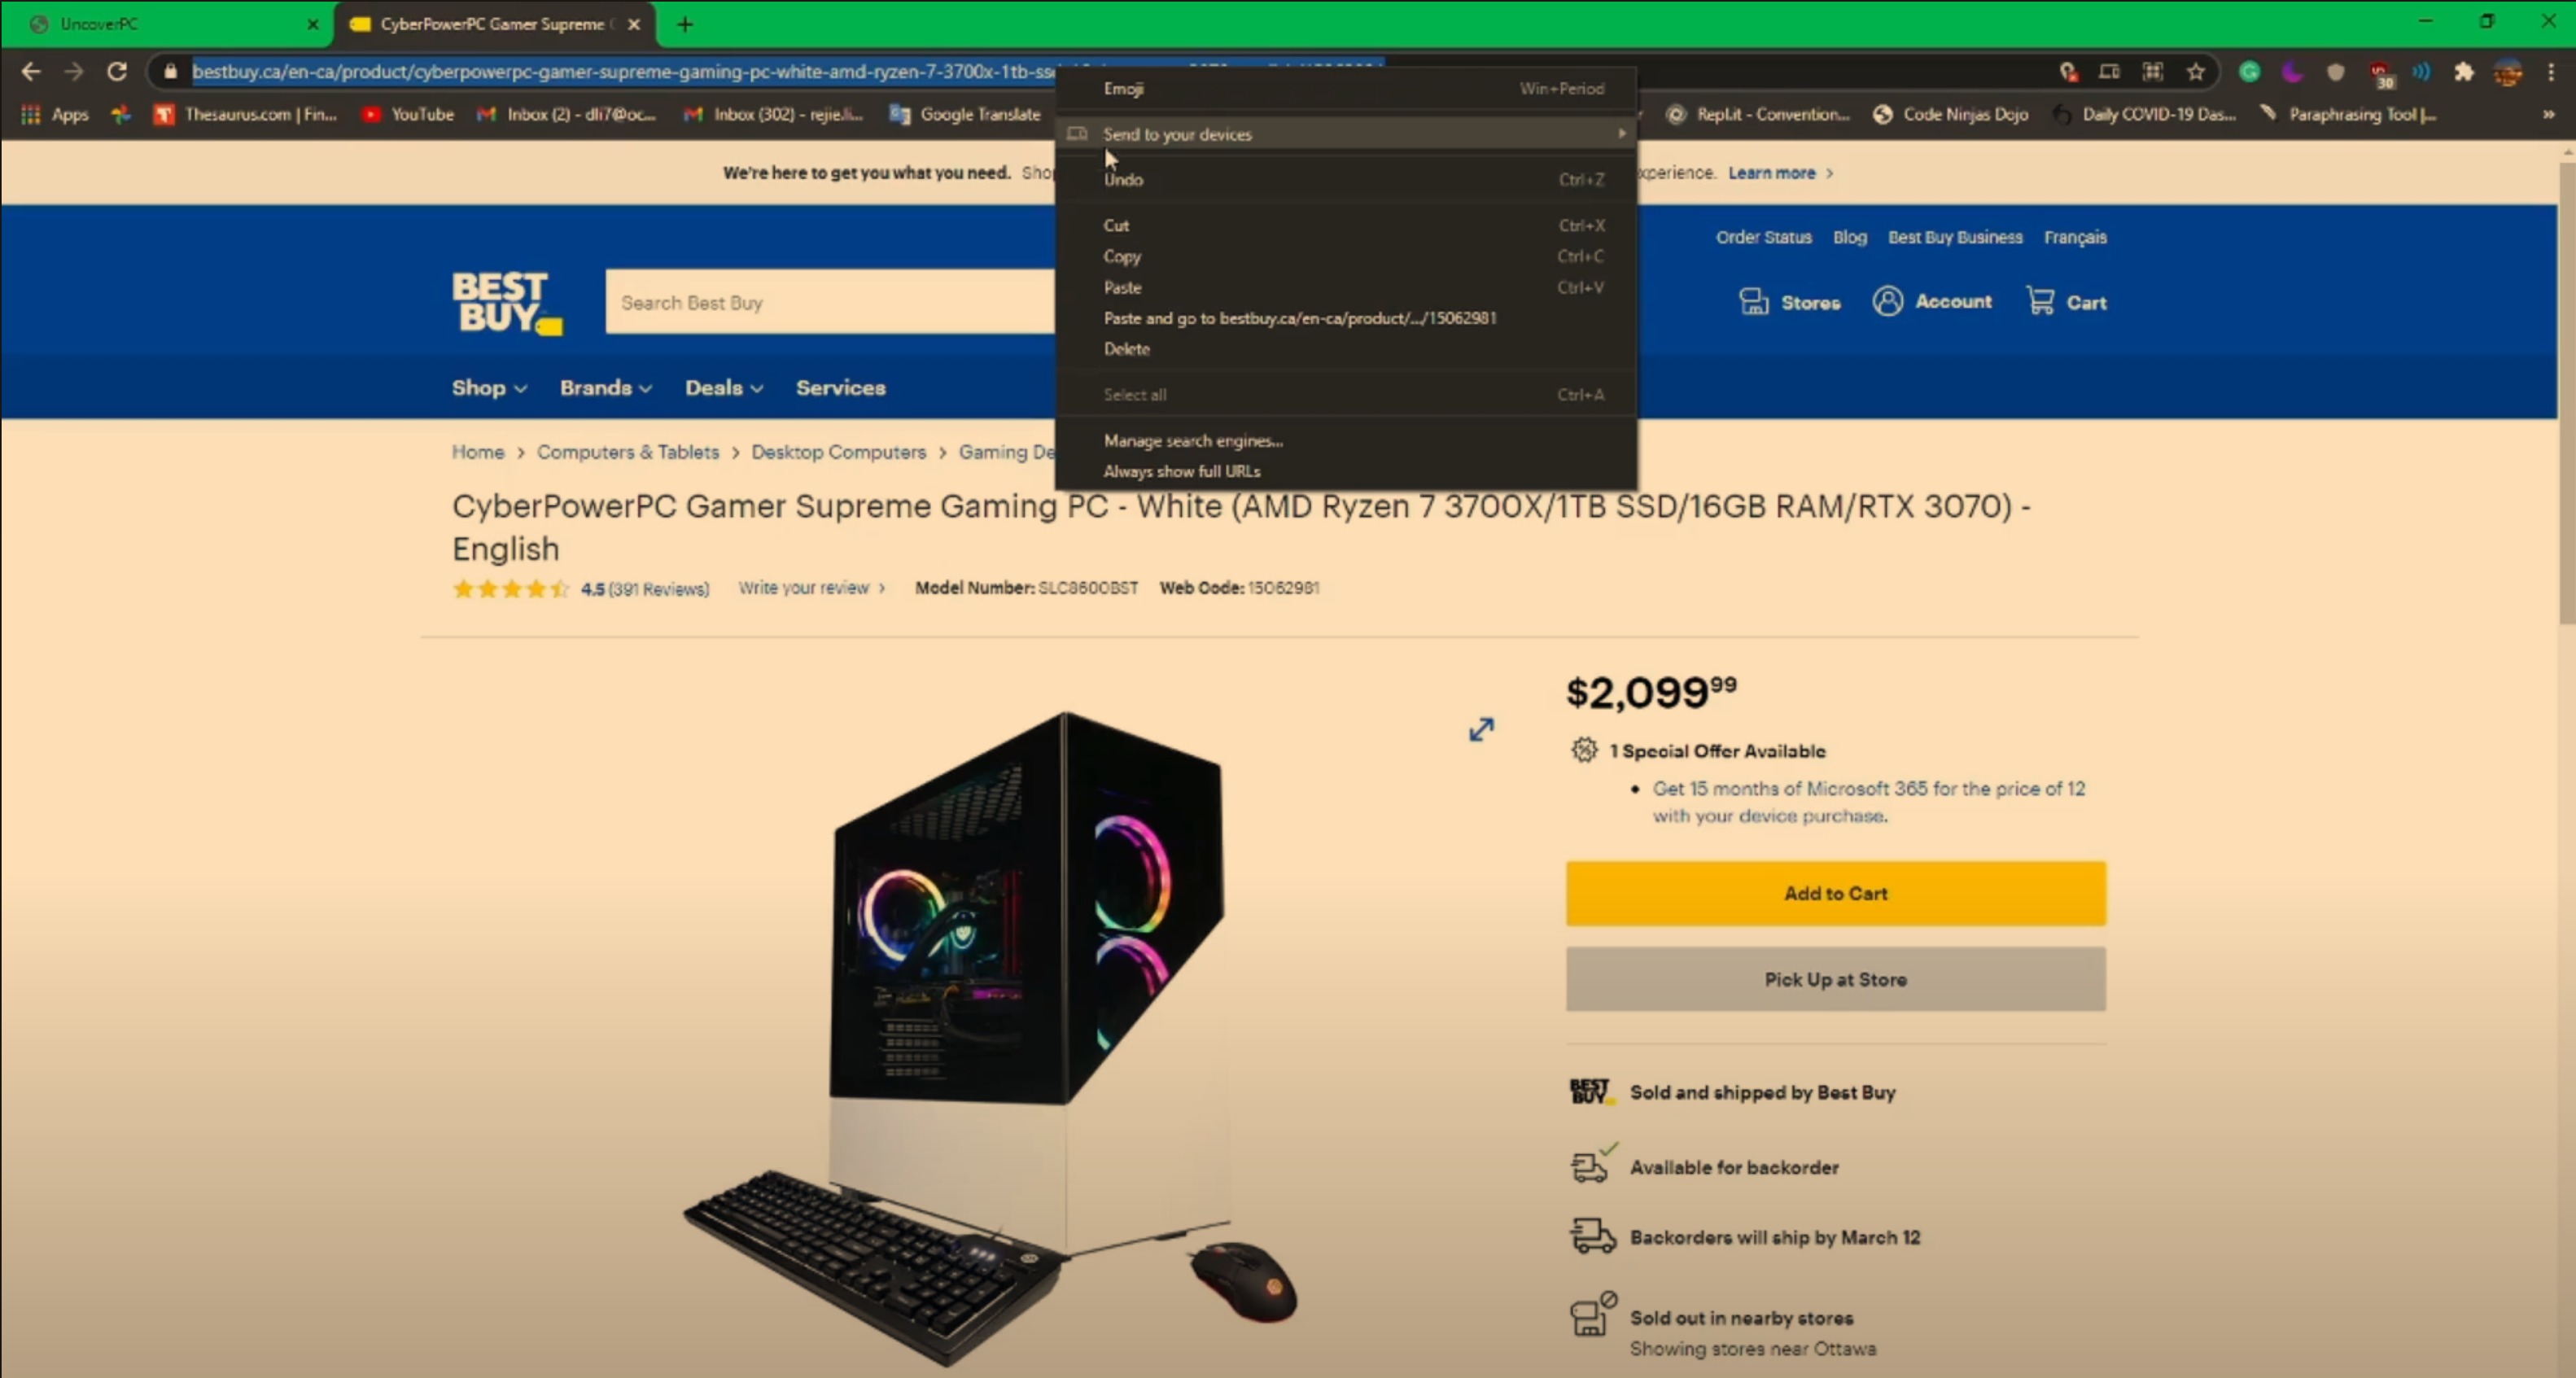 UncoverPC
CyberPowerPC Gamer Supreme
bestbuy.ca/en-ca/product/cyberpowerpc-gamer-supreme-gaming-pc-white-amd-ryzen-7-3700x-1tb-ss
30
Apps
Thesaurus.com | Fin...
YouTube
Inbox (2) - dli7@oc...
Inbox (302) - rejie.li...
Google Translate
Repl.it - Convention...
Code Ninjas Dojo
Daily COVID-19 Das...
Paraphrasing Tool |...
Emoji Win+Period
Send to your devices
Undo Ctrl+Z
Cut Ctrl+X
Copy Ctrl+C
Paste Ctrl+V
Paste and go to bestbuy.ca/en-ca/product/.../15062981
Delete
Select all Ctrl+A
Manage search engines...
Always show full URLs
We're here to get you what you need. Shop
xperience. Learn more
Order Status Blog Best Buy Business Français
BEST
BUY
Search Best Buy
Stores Account Cart
Shop Brands Deals Services
Home > Computers & Tablets > Desktop Computers > Gaming De
CyberPowerPC Gamer Supreme Gaming PC - White (AMD Ryzen 7 3700X/1TB SSD/16GB RAM/RTX 3070) -
English
4.5 (391 Reviews) Write your review > Model Number: SLC8600BST Web Code: 15062981
$2,099.99
1 Special Offer Available
• Get 15 months of Microsoft 365 for the price of 12
with your device purchase.
Add to Cart
Pick Up at Store
BEST
BUY
Sold and shipped by Best Buy
Available for backorder
Backorders will ship by March 12
Sold out in nearby stores
Showing stores near Ottawa